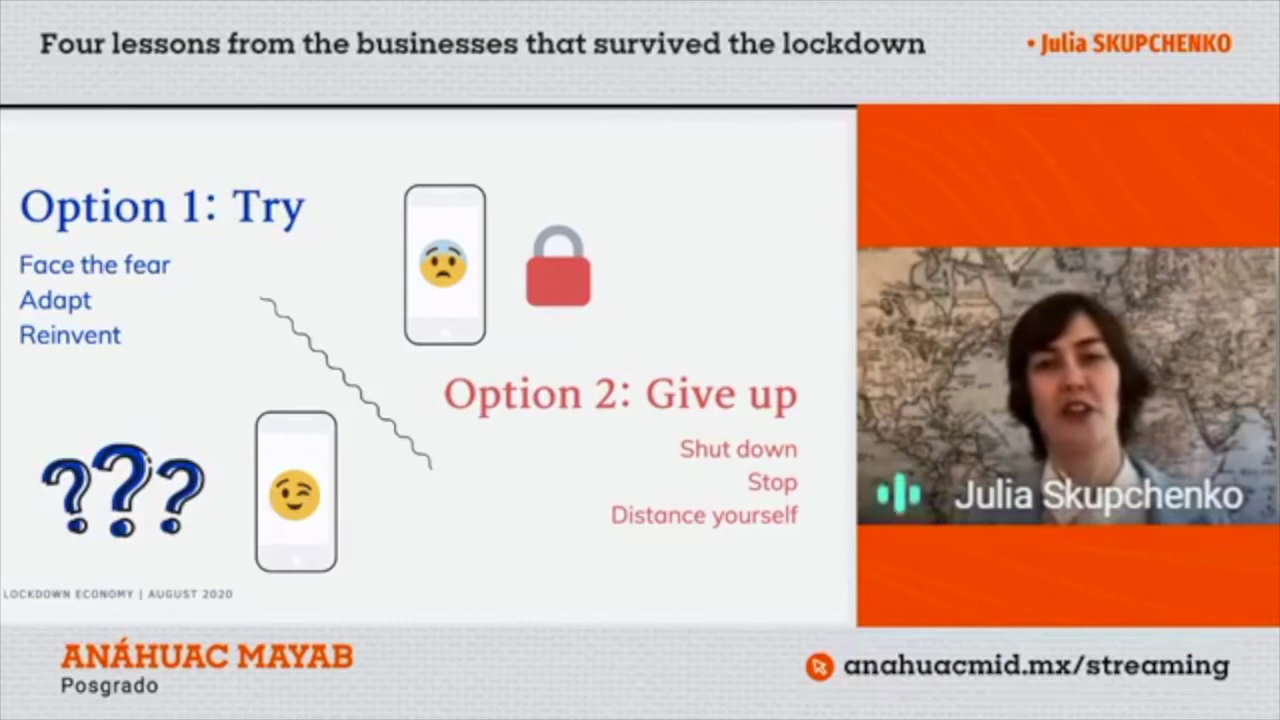 Four lessons from the businesses that survived the lockdown
• Julia SKUPCHENKO
Option 1: Try
Face the fear
Adapt
Reinvent
Option 2: Give up
Shut down
Stop
Distance yourself
???
LOCKDOWN ECONOMY | AUGUST 2020
Julia Skupchenko
ANÁHUAC MAYAB
Posgrado
anahuacmid.mx/streaming